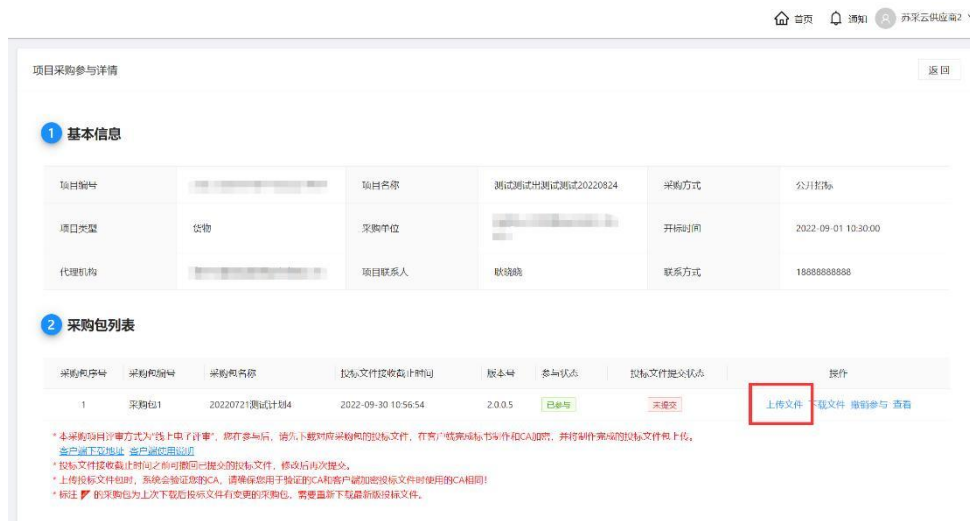 首页 通知 苏采云供应商2
项目采购参与详情 返回
1 基本信息
项目编号 项目名称 测试测试出测试测试20220824 采购方式 公开招标
项目类型 货物 采购单位 开标时间 2022-09-01 10:30:00
代理机构 项目联系人 耿晓晓 联系方式 18888888888
2 采购包列表
采购包序号 采购包编号 采购包名称 投标文件接收截止时间 版本号 参与状态 投标文件提交状态 操作
1 采购包1 20220721测试计划4 2022-09-30 10:56:54 2.0.0.5 已参与 未提交 上传文件 下载文件 撤销参与 查看
* 本采购项目评审方式为“线上电子评审”，您在参与后，请先下载对应采购包的投标文件，在客户端完成标书制作和CA加密，并将制作完成的投标文件包上传。
客户端下载地址 客户端使用说明
* 投标文件接收截止时间之前可撤回已提交的投标文件，修改后再次提交。
* 上传投标文件包时，系统会验证您的CA，请确保您用于验证的CA和客户端加密投标文件时使用的CA相同！
* 标注 的采购包为上次下载后投标文件有变更的采购包，需要重新下载最新版投标文件。